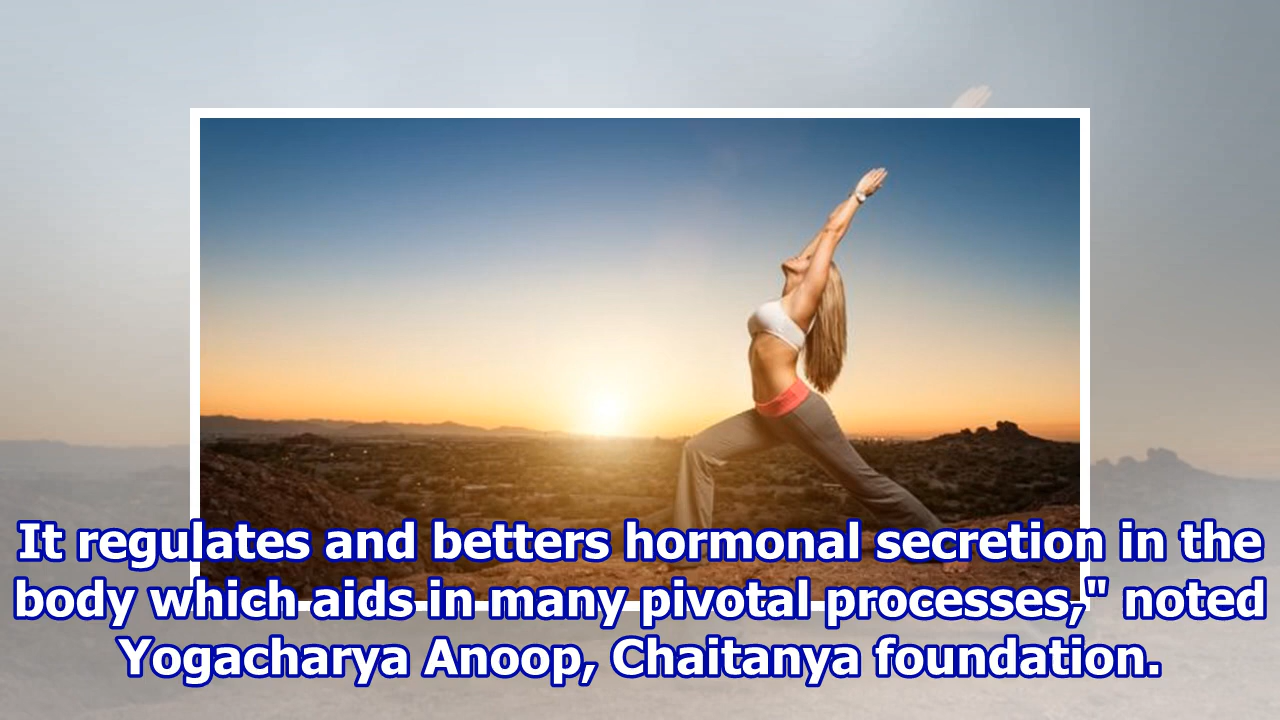 It regulates and betters hormonal secretion in the
body which aids in many pivotal processes," noted
Yogacharya Anoop, Chaitanya foundation.